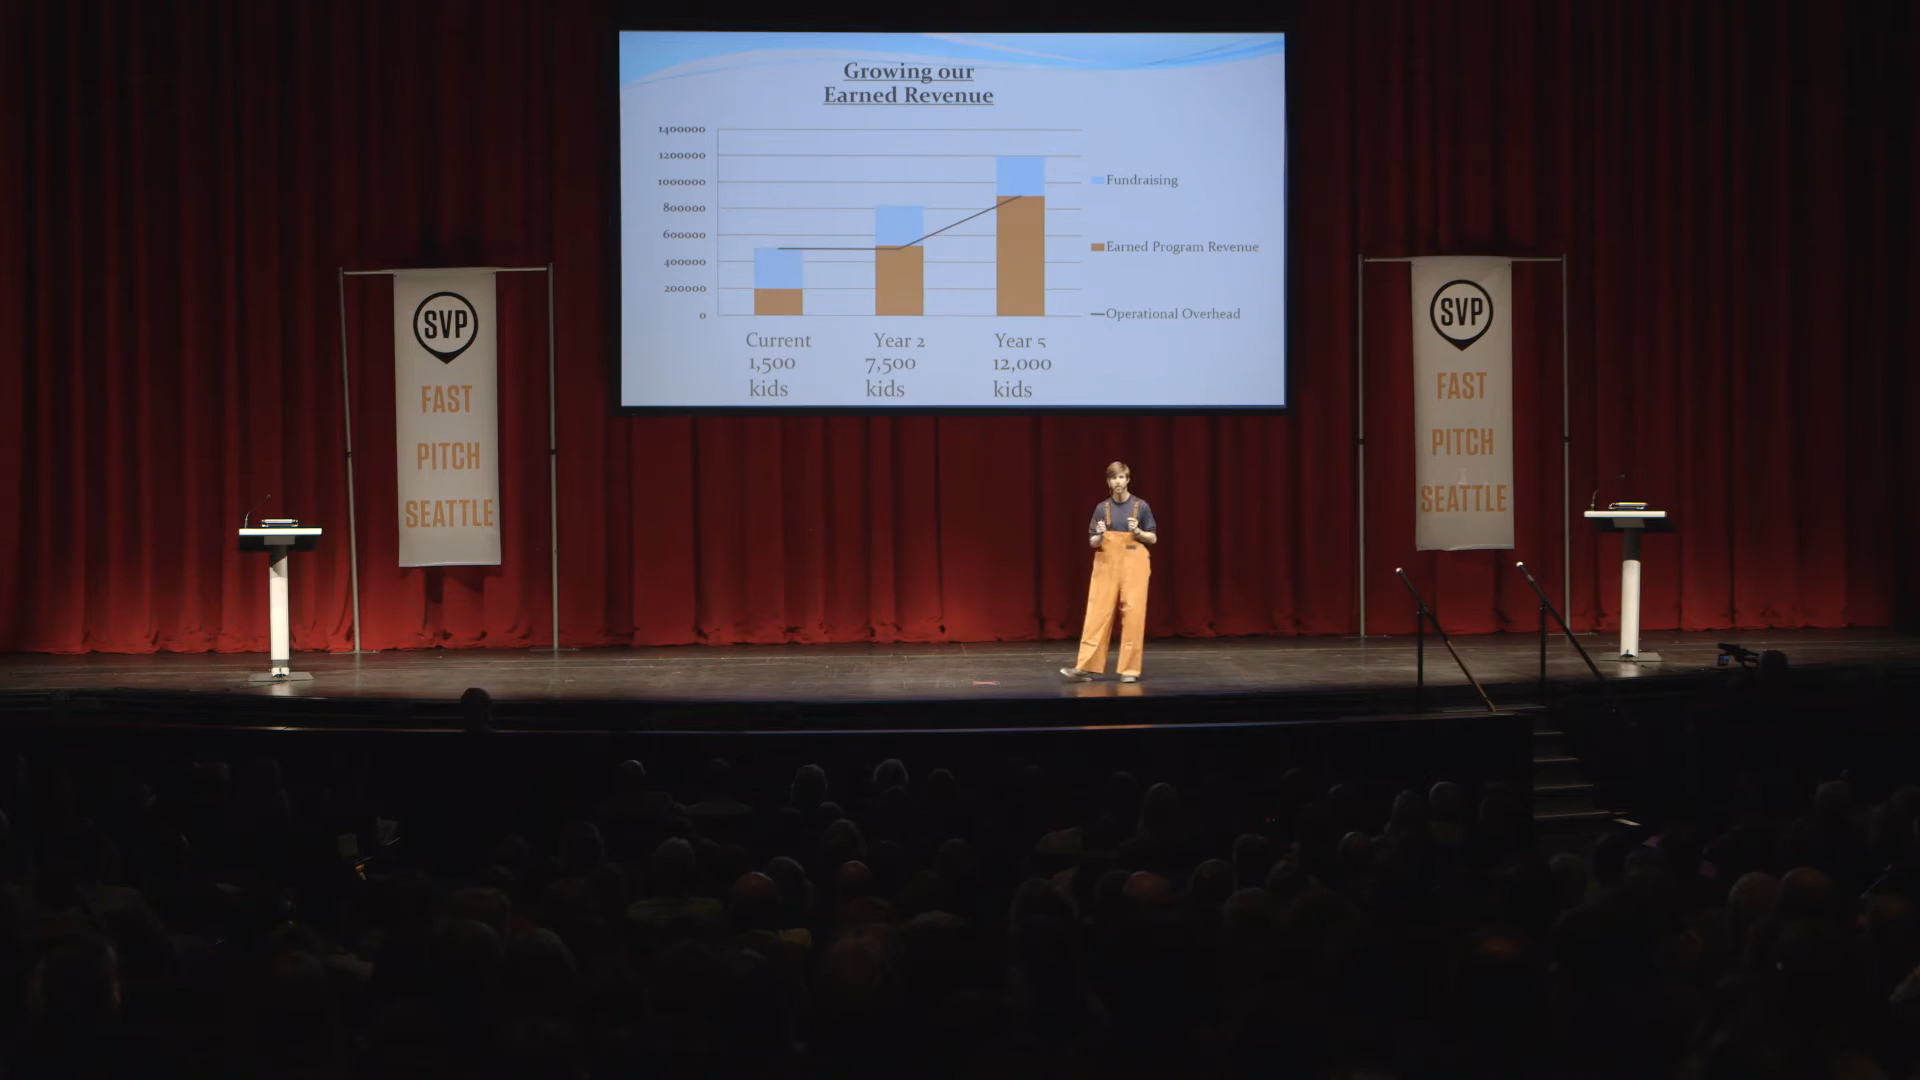 Growing our
Earned Revenue
1400000
1200000
1000000
800000
600000
400000
200000
0
Fundraising
Earned Program Revenue
Operational Overhead
Current
1,500
kids
Year 2
7,500
kids
Year 5
12,000
kids
SVP
FAST
PITCH
SEATTLE
SVP
FAST
PITCH
SEATTLE